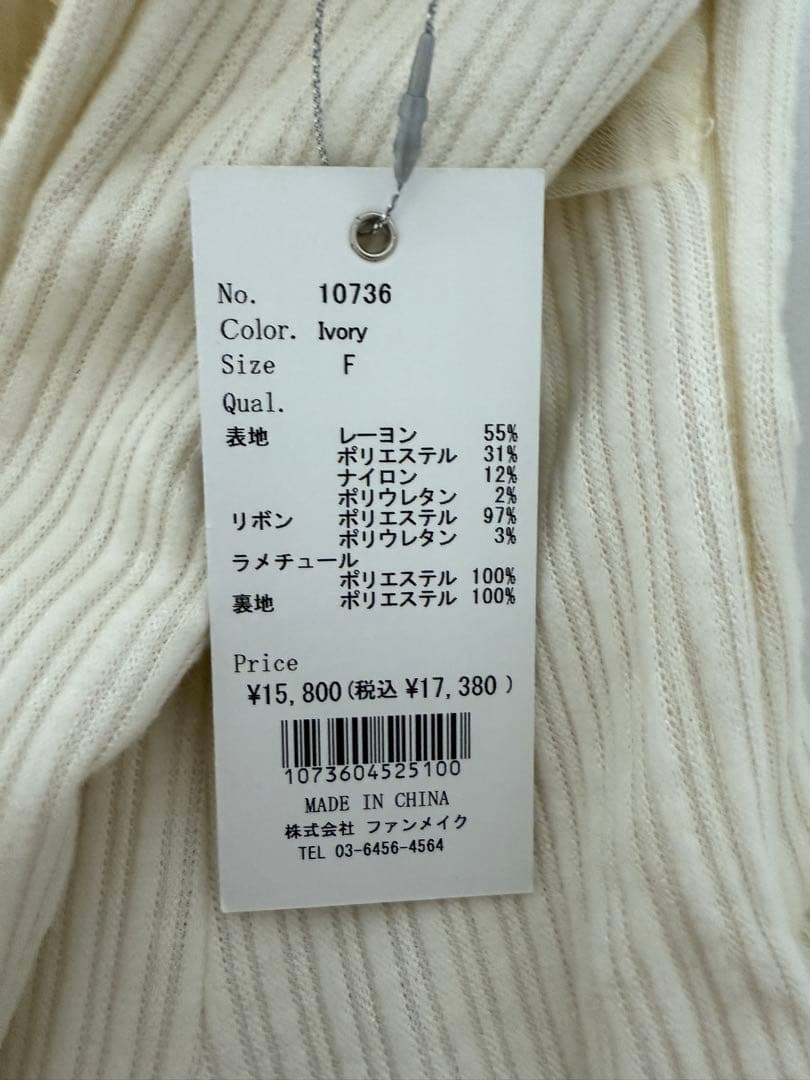 No. 10736
Color. Ivory
Size F
Qual.
表地 レーヨン 55%
ポリエステル 31%
ナイロン 12%
ポリウレタン 2%
リボン ポリエステル 97%
ポリウレタン 3%
ラメチュール
ポリエステル 100%
裏地 ポリエステル 100%
Price
¥15,800(税込 ¥17,380)
1073604525100
MADE IN CHINA
株式会社 ファンメイク
TEL 03-6456-4564